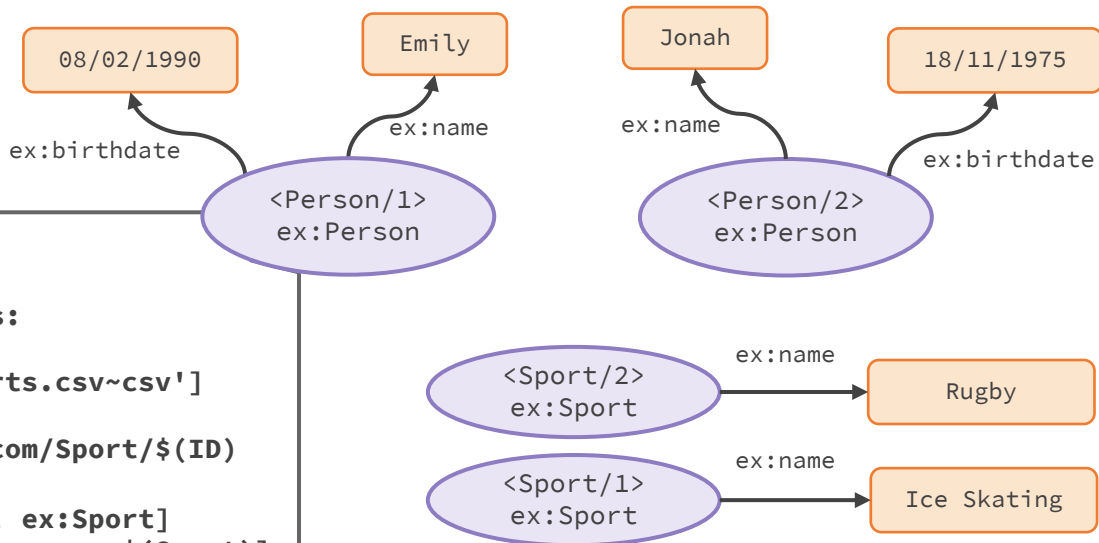 08/02/1990
Emily
Jonah
18/11/1975
ex:birthdate
ex:name
ex:name
ex:birthdate
<Person/1>
ex:Person
<Person/2>
ex:Person
s:
rts.csv~csv']
com/Sport/$(ID)
ex:Sport]
<Sport/2>
ex:Sport
ex:name
Rugby
<Sport/1>
ex:Sport
ex:name
Ice Skating